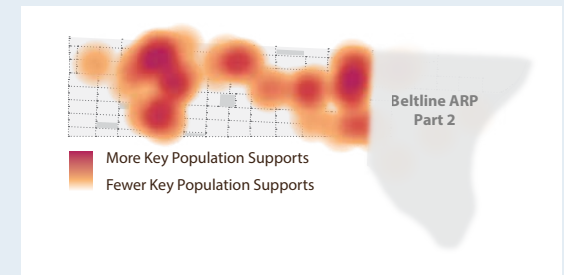 Beltline ARP
Part 2
More Key Population Supports
Fewer Key Population Supports